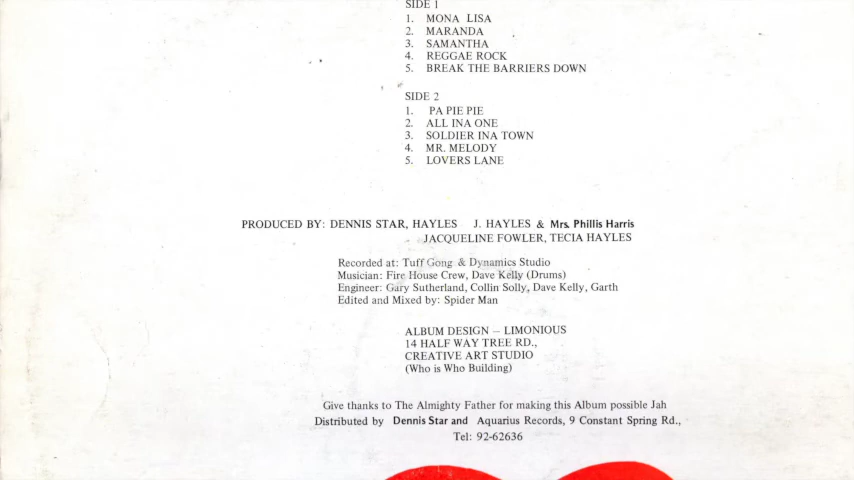 SIDE 1
1. MONA LISA
2. MARANDA
3. SAMANTHA
4. REGGAE ROCK
5. BREAK THE BARRIERS DOWN
SIDE 2
1. PA PIE PIE
2. ALL INA ONE
3. SOLDIER INA TOWN
4. MR. MELODY
5. LOVERS LANE
PRODUCED BY: DENNIS STAR, HAYLES J. HAYLES & Mrs. Phillis Harris
JACQUELINE FOWLER, TECIA HAYLES
Recorded at: Tuff Gong & Dynamics Studio
Musician: Fire House Crew, Dave Kelly (Drums)
Engineer: Gary Sutherland, Collin Solly, Dave Kelly, Garth
Edited and Mixed by: Spider Man
ALBUM DESIGN – LIMONIOUS
14 HALF WAY TREE RD.,
CREATIVE ART STUDIO
(Who is Who Building)
Give thanks to The Almighty Father for making this Album possible Jah
Distributed by Dennis Star and Aquarius Records, 9 Constant Spring Rd.,
Tel: 92-62636